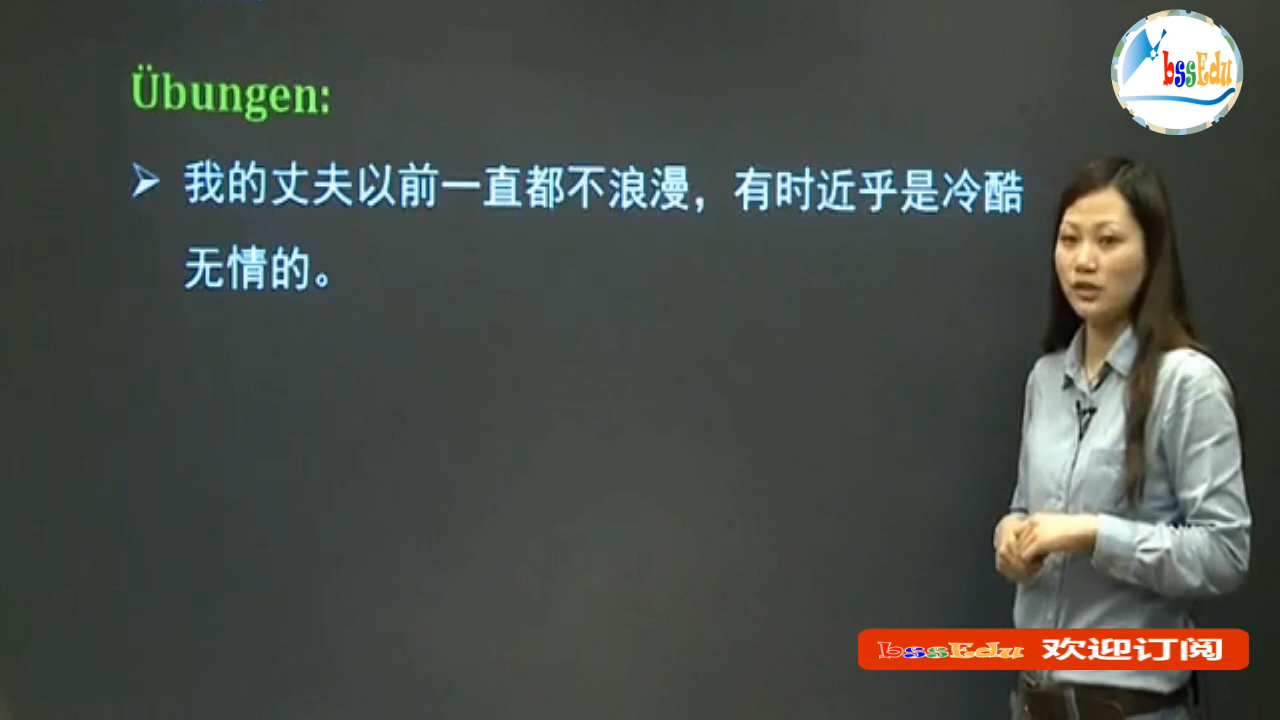 bssEdu
Übungen:
我的丈夫以前一直都不浪漫，有时近乎是冷酷
无情的。
bssEdu 欢迎订阅